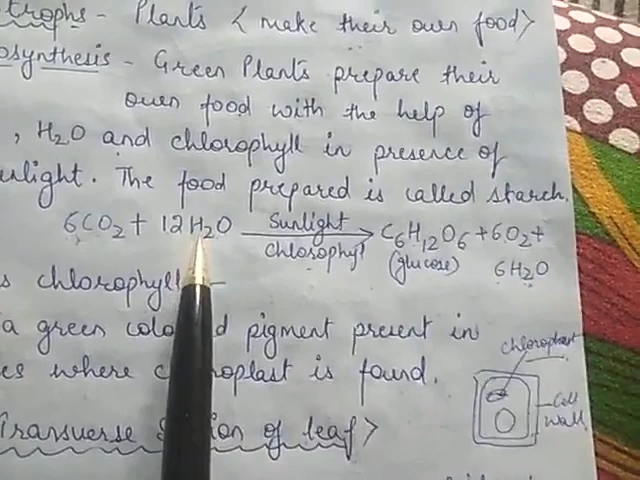 trophs - Plants < make their own food>
osynthesis - Green Plants prepare their
own food with the help of
, H2O and chlorophyll in presence of
nlight. The food prepared is called starch.
6CO2 + 12H2O Sunlight Chlorophyl C6H12O6 + 6O2 +
(glucose) 6H2O
s chlorophyll -
a green colo d pigment present in
es where c roplast is found.
chloroplast
Cell
wall
Transverse S ion of leaf>